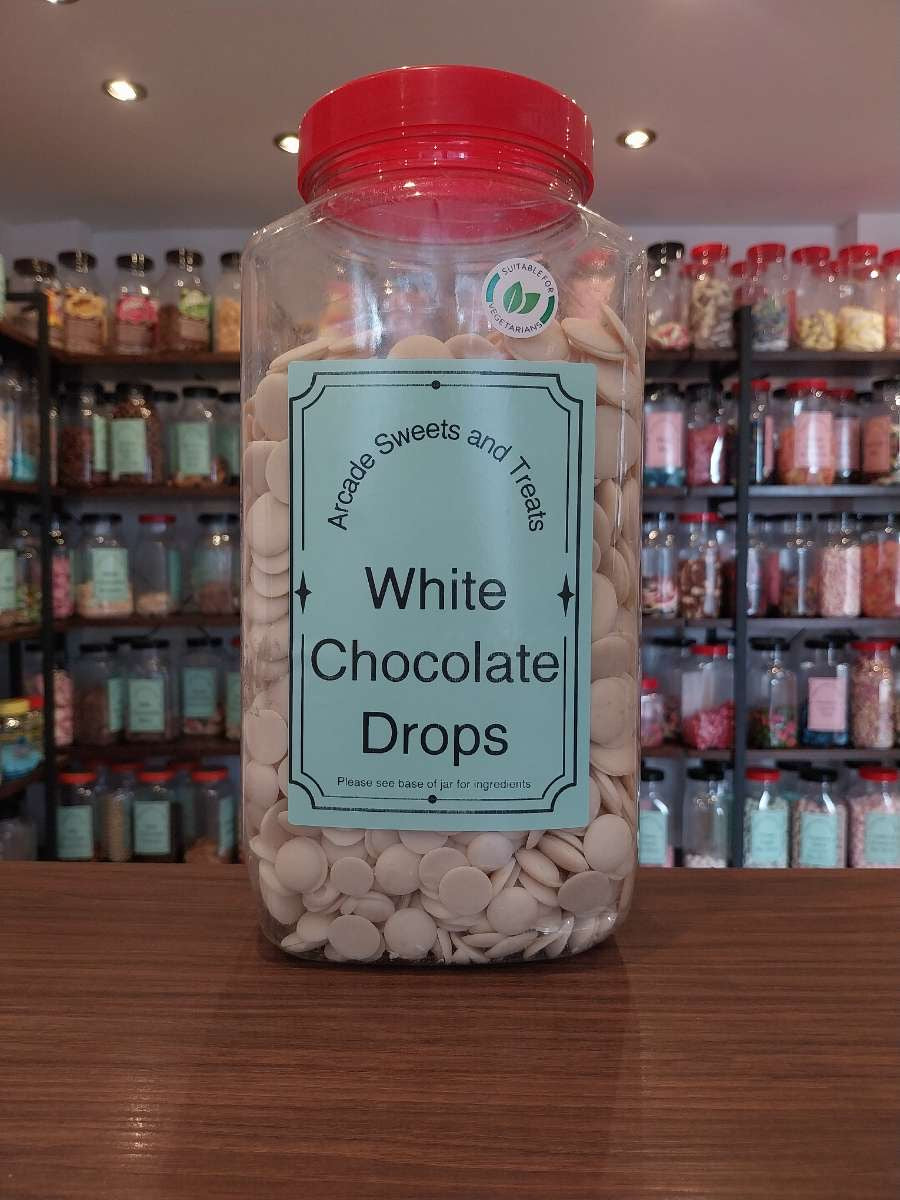 SUITABLE FOR
VEGETARIANS
Arcade Sweets and Treats
White
Chocolate
Drops
Please see base of jar for ingredients